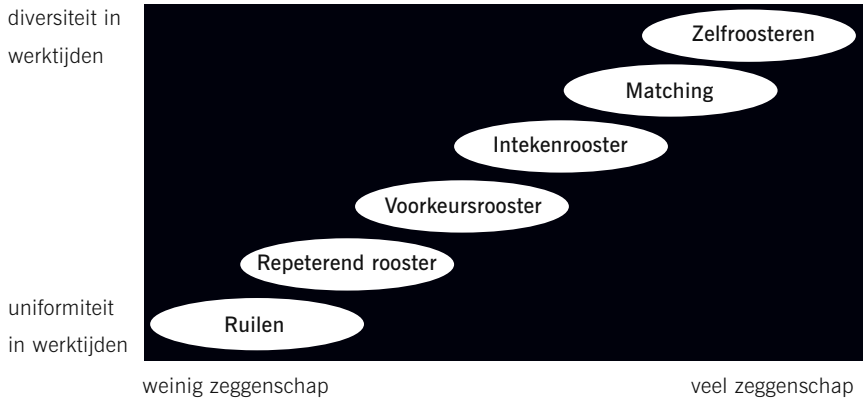 diversiteit in
werktijden
Zelfroosteren
Matching
Intekenrooster
Voorkeursrooster
Repeterend rooster
Ruilen
uniformiteit
in werktijden
weinig zeggenschap
veel zeggenschap